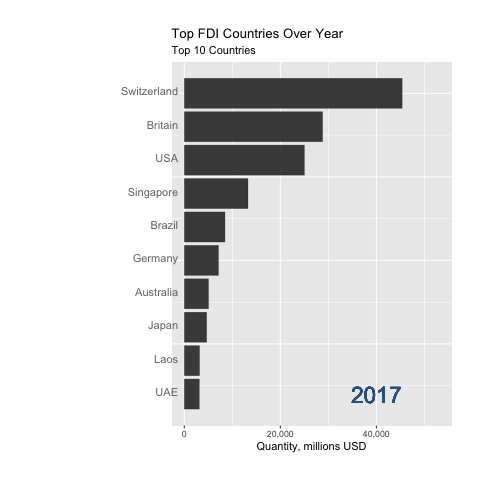 Top FDI Countries Over Year
Top 10 Countries
Switzerland
Britain
USA
Singapore
Brazil
Germany
Australia
Japan
Laos
UAE
2017
0 20,000 40,000
Quantity, millions USD